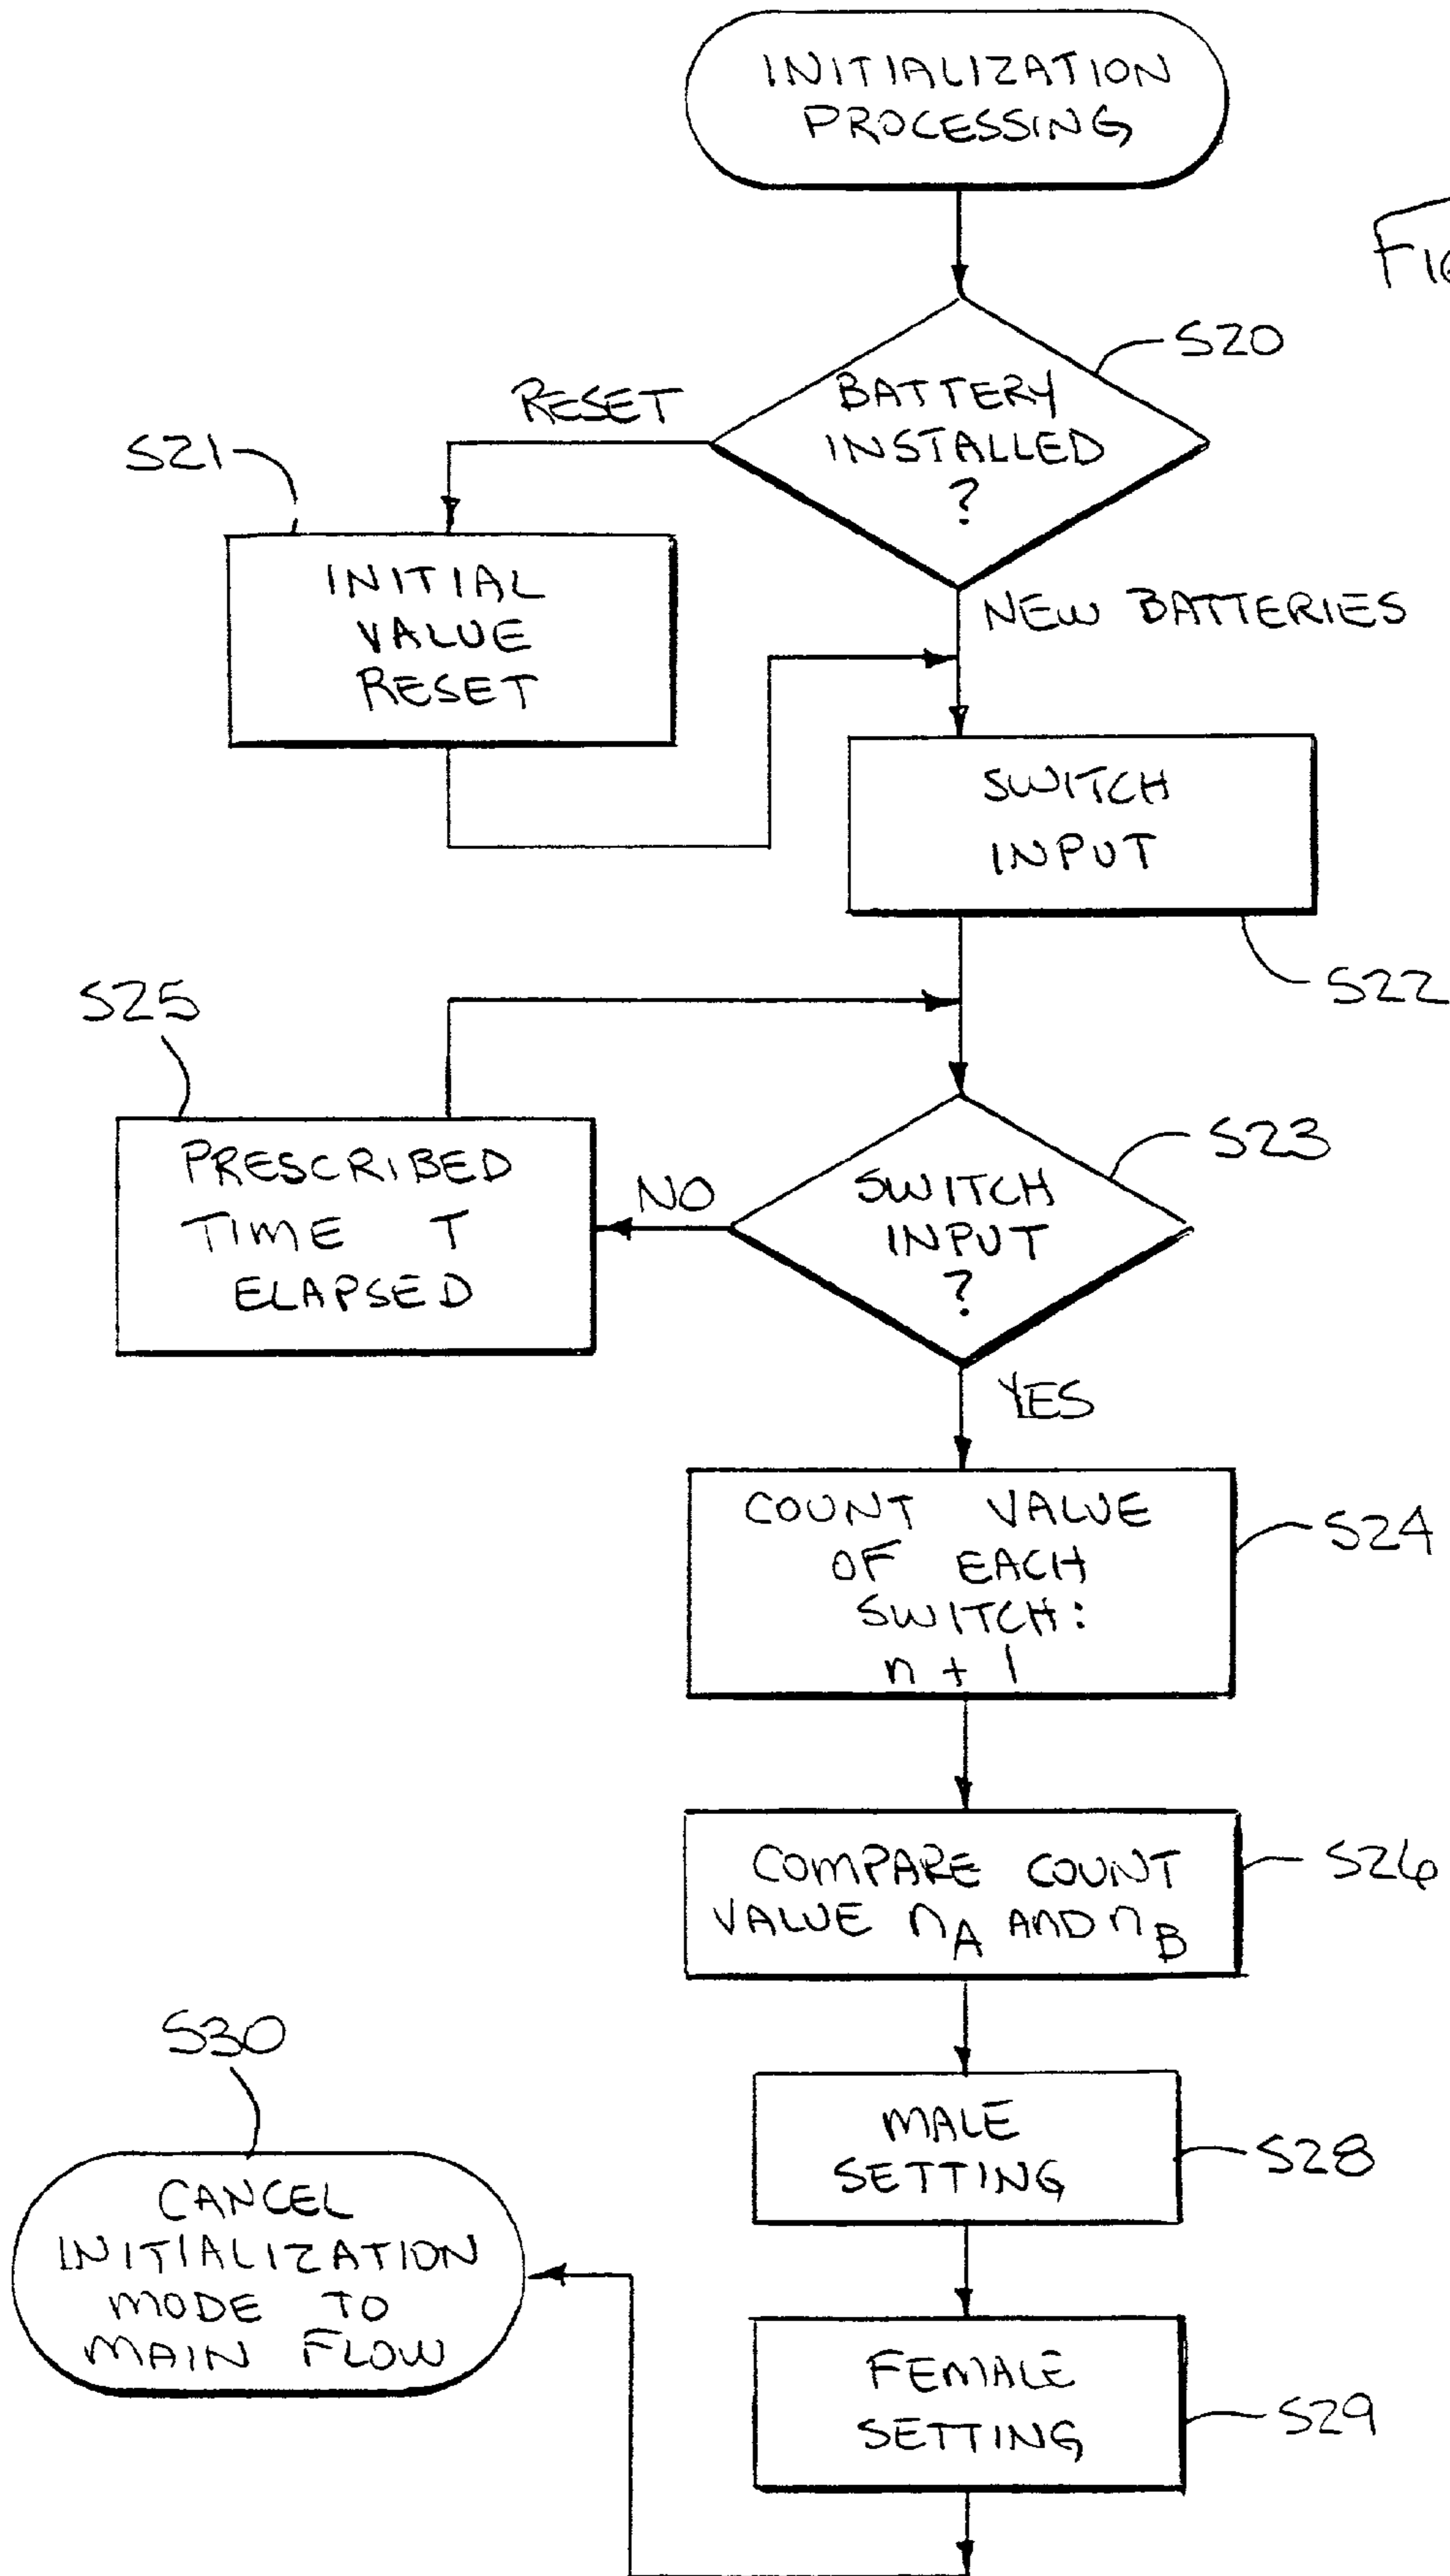 INITIALIZATION
PROCESSING
S20
BATTERY
INSTALLED
?
RESET
S21
INITIAL
VALUE
RESET
NEW BATTERIES
SWITCH
INPUT
S22
S25
PRESCRIBED
TIME T
ELAPSED
NO
SWITCH
INPUT
?
S23
YES
COUNT VALUE
OF EACH
SWITCH:
n + 1
S24
COMPARE COUNT
VALUE nA AND nB
S26
MALE
SETTING
S28
S30
CANCEL
INITIALIZATION
MODE TO
MAIN FLOW
FEMALE
SETTING
S29